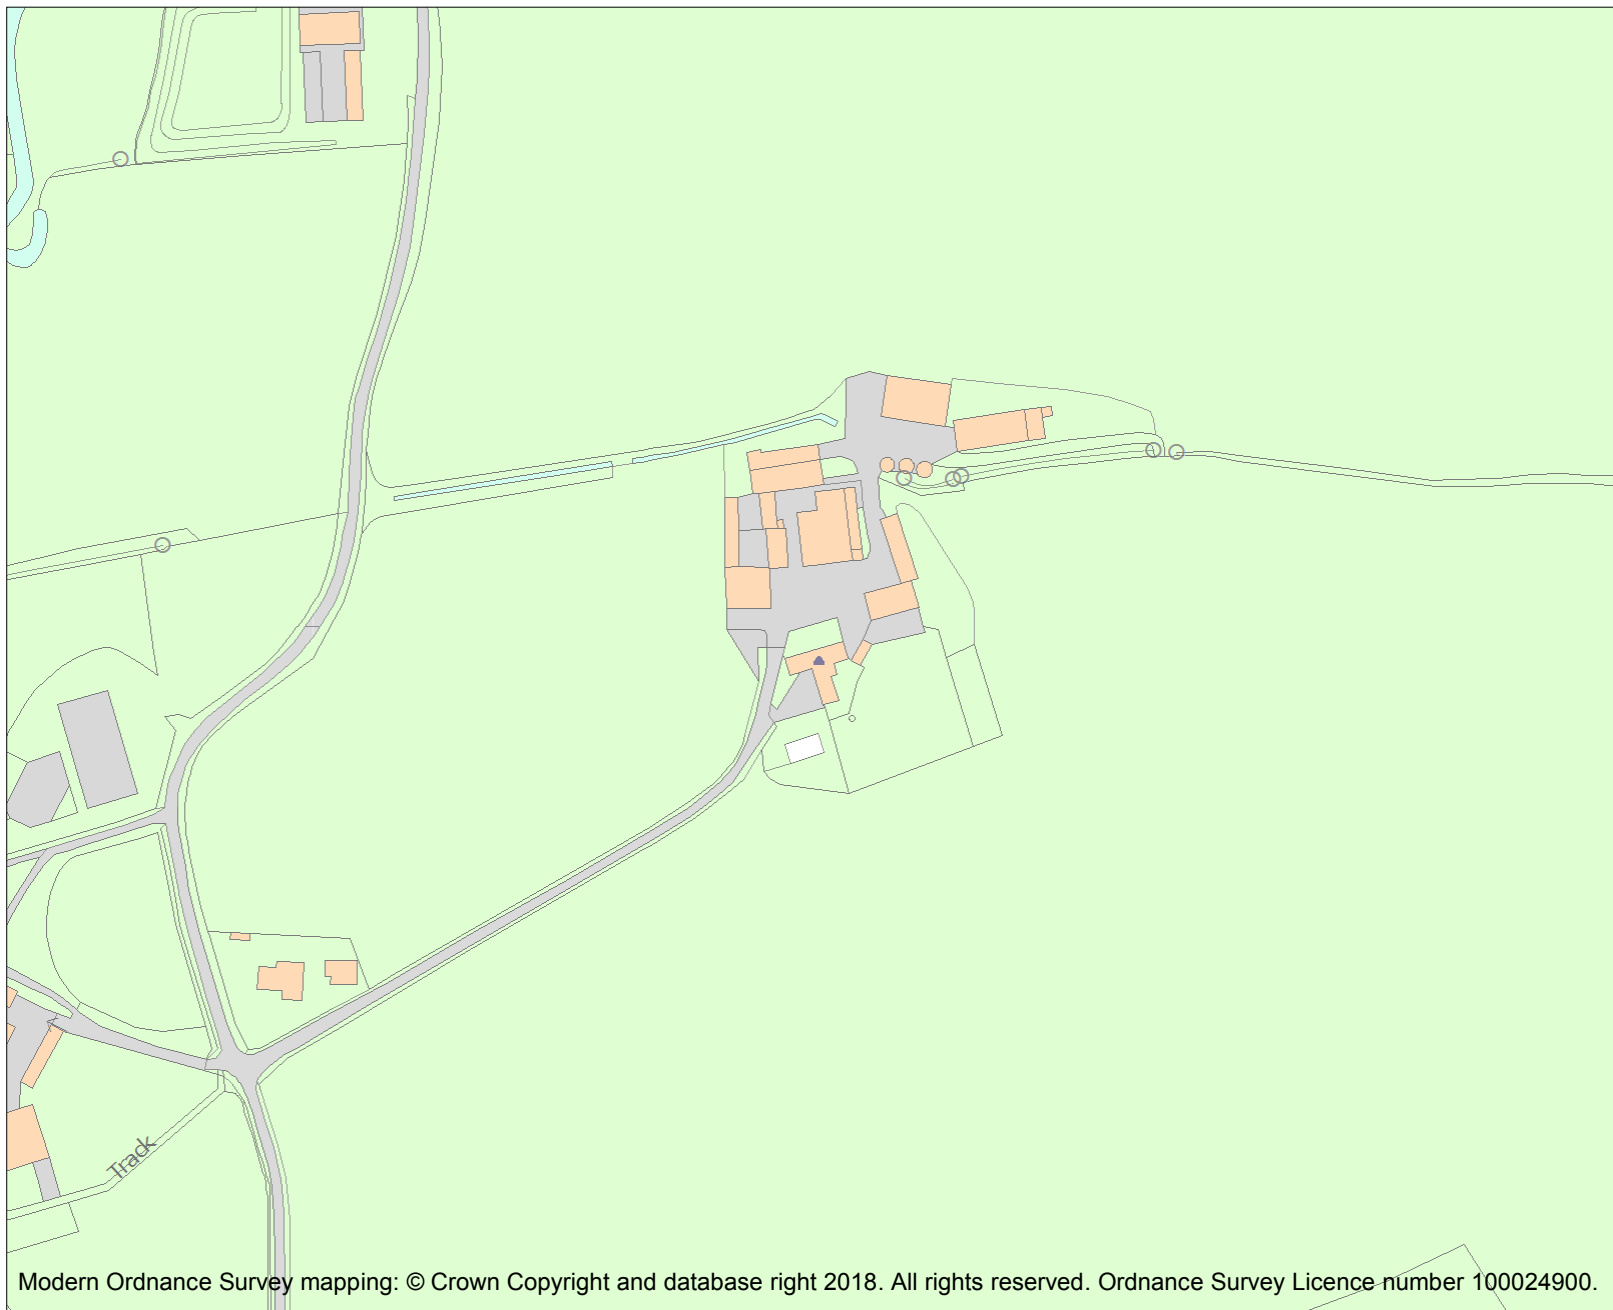 Track
Modern Ordnance Survey mapping: © Crown Copyright and database right 2018. All rights reserved. Ordnance Survey Licence number 100024900.